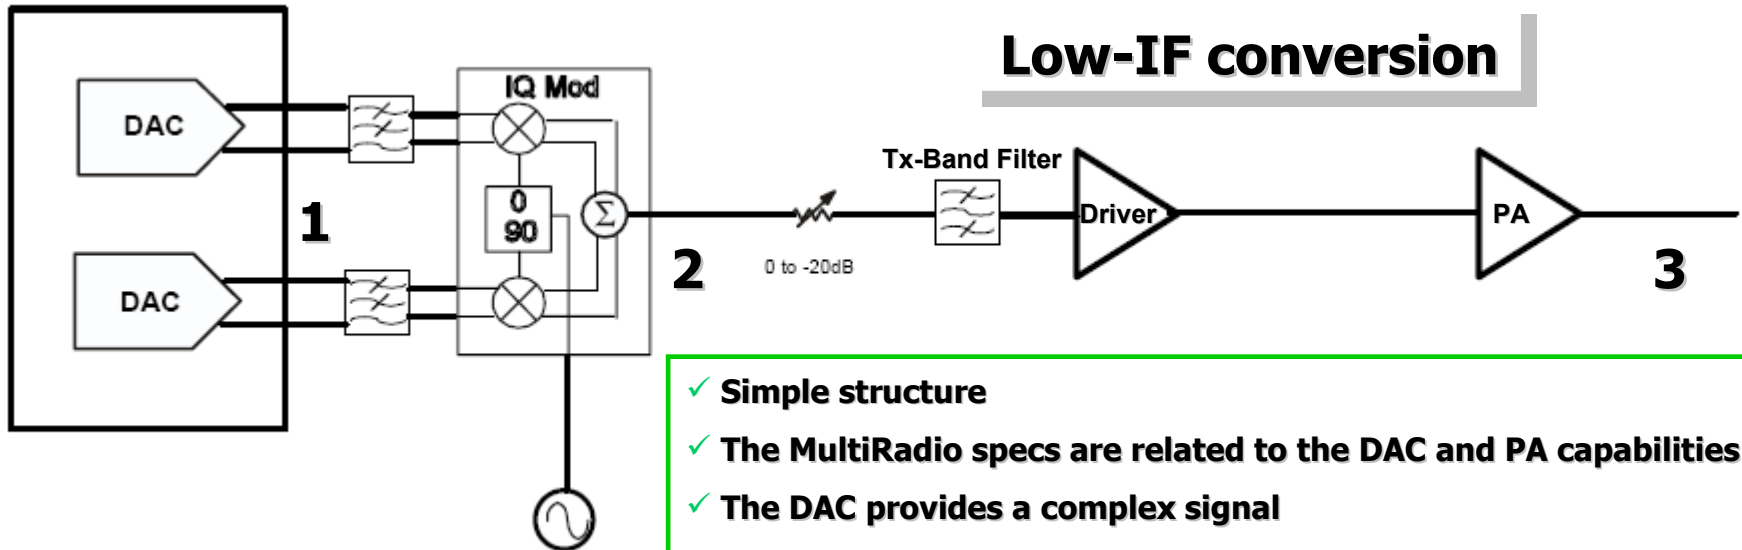 Low-IF conversion
IQ Mod
DAC
Tx-Band Filter
0
90
Σ
Driver
PA
1
2
0 to -20dB
3
DAC
✓ Simple structure
✓ The MultiRadio specs are related to the DAC and PA capabilities
✓ The DAC provides a complex signal